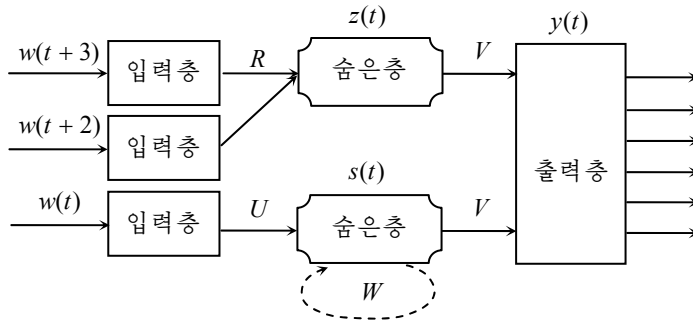 z(t)
y(t)
w(t + 3)
입력층
R
숨은층
V
w(t + 2)
입력층
출력층
s(t)
w(t)
입력층
U
숨은층
V
W